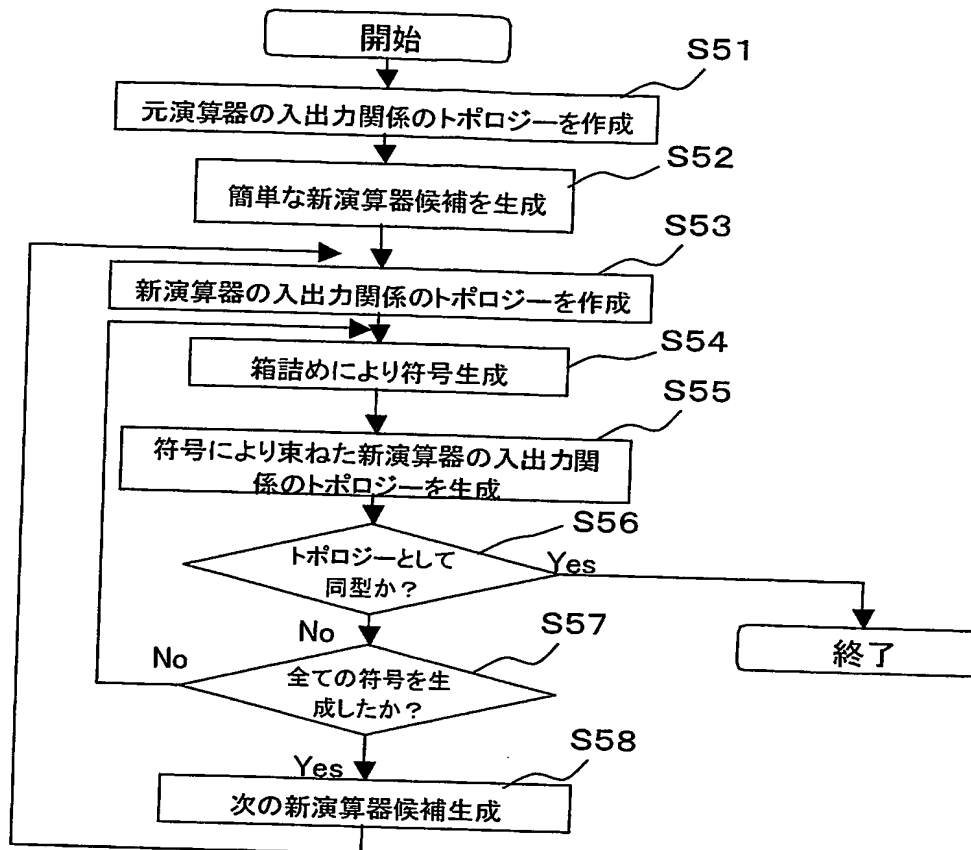 開始
S51
元演算器の入出力関係のトポロジーを作成
S52
簡単な新演算器候補を生成
S53
新演算器の入出力関係のトポロジーを作成
S54
箱詰めにより符号生成
S55
符号により束ねた新演算器の入出力関
係のトポロジーを生成
S56
トポロジーとして
同型か？
Yes
No
S57
No
全ての符号を生
成したか？
終了
Yes
S58
次の新演算器候補生成